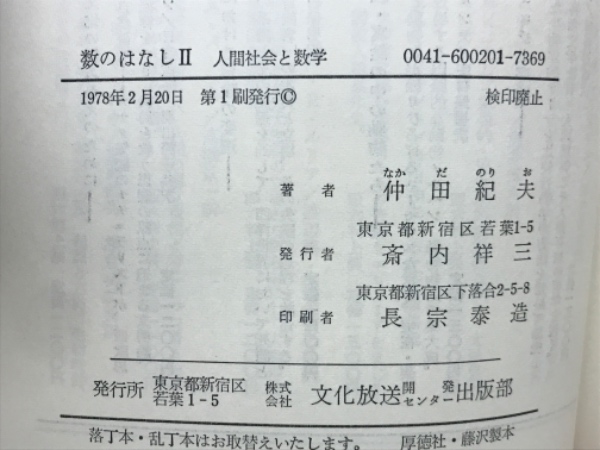 数のはなしⅡ 人間社会と数学 0041-600201-7369
1978年2月20日 第1刷発行© 検印廃止
なか だ のり お
著者 仲田紀夫
東京都新宿区若葉1-5
発行者 斎内祥三
東京都新宿区下落合2-5-8
印刷者 長宗泰造
発行所 東京都新宿区若葉1-5 株式会社 文化放送開発センター出版部
落丁本・乱丁本はお取替えいたします。 厚徳社・藤沢製本